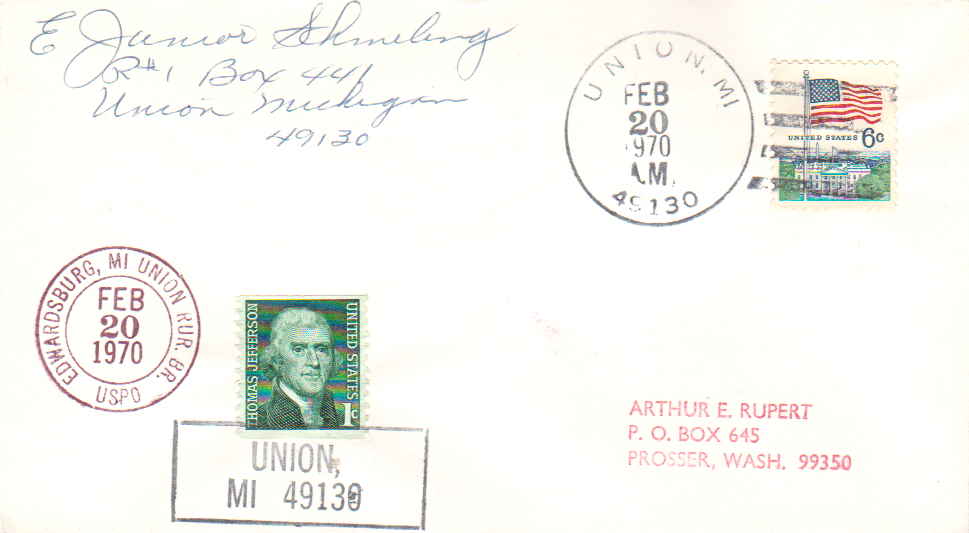 E Junior Schmeling
R#1 Box 441
Union Michigan
49130
UNION, MI
FEB
20
1970
A.M.
49130
UNITED STATES 6c
EDWARDSBURG, MI UNION RUR. BR.
FEB
20
1970
USPO
THOMAS JEFFERSON
UNITED STATES
1c
UNION,
MI 49130
ARTHUR E. RUPERT
P. O. BOX 645
PROSSER, WASH. 99350